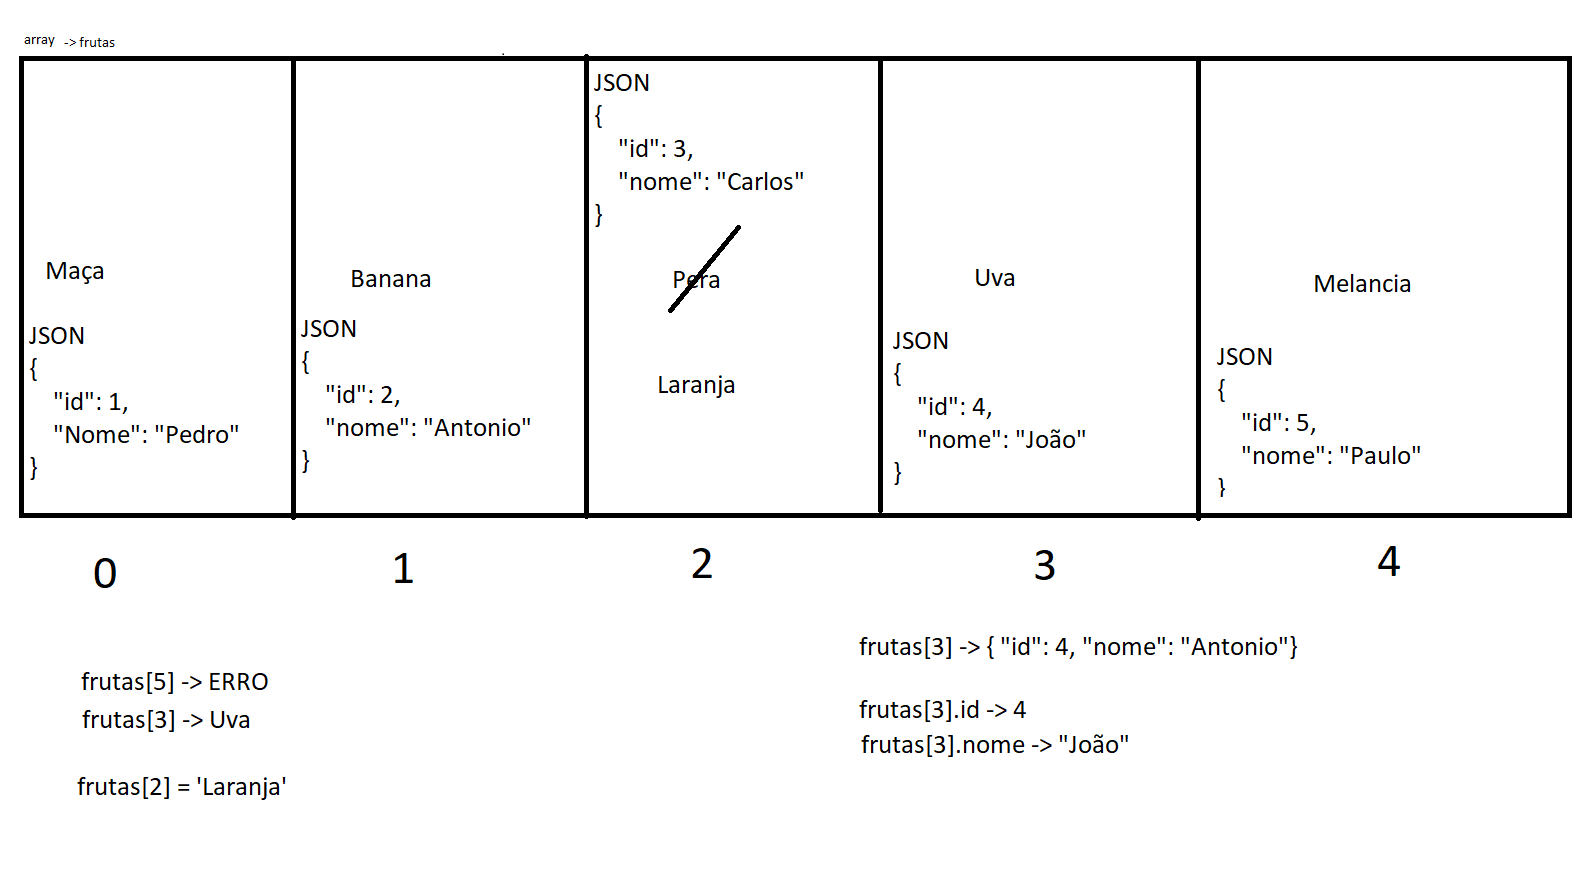 array -> frutas
Maça
JSON
{
"id": 1,
"Nome": "Pedro"
}
Banana
JSON
{
"id": 2,
"nome": "Antonio"
}
JSON
{
"id": 3,
"nome": "Carlos"
}
Pera
Laranja
Uva
JSON
{
"id": 4,
"nome": "João"
}
Melancia
JSON
{
"id": 5,
"nome": "Paulo"
}
0
1
2
3
4
frutas[5] -> ERRO
frutas[3] -> Uva
frutas[2] = 'Laranja'
frutas[3] -> { "id": 4, "nome": "Antonio"}
frutas[3].id -> 4
frutas[3].nome -> "João"